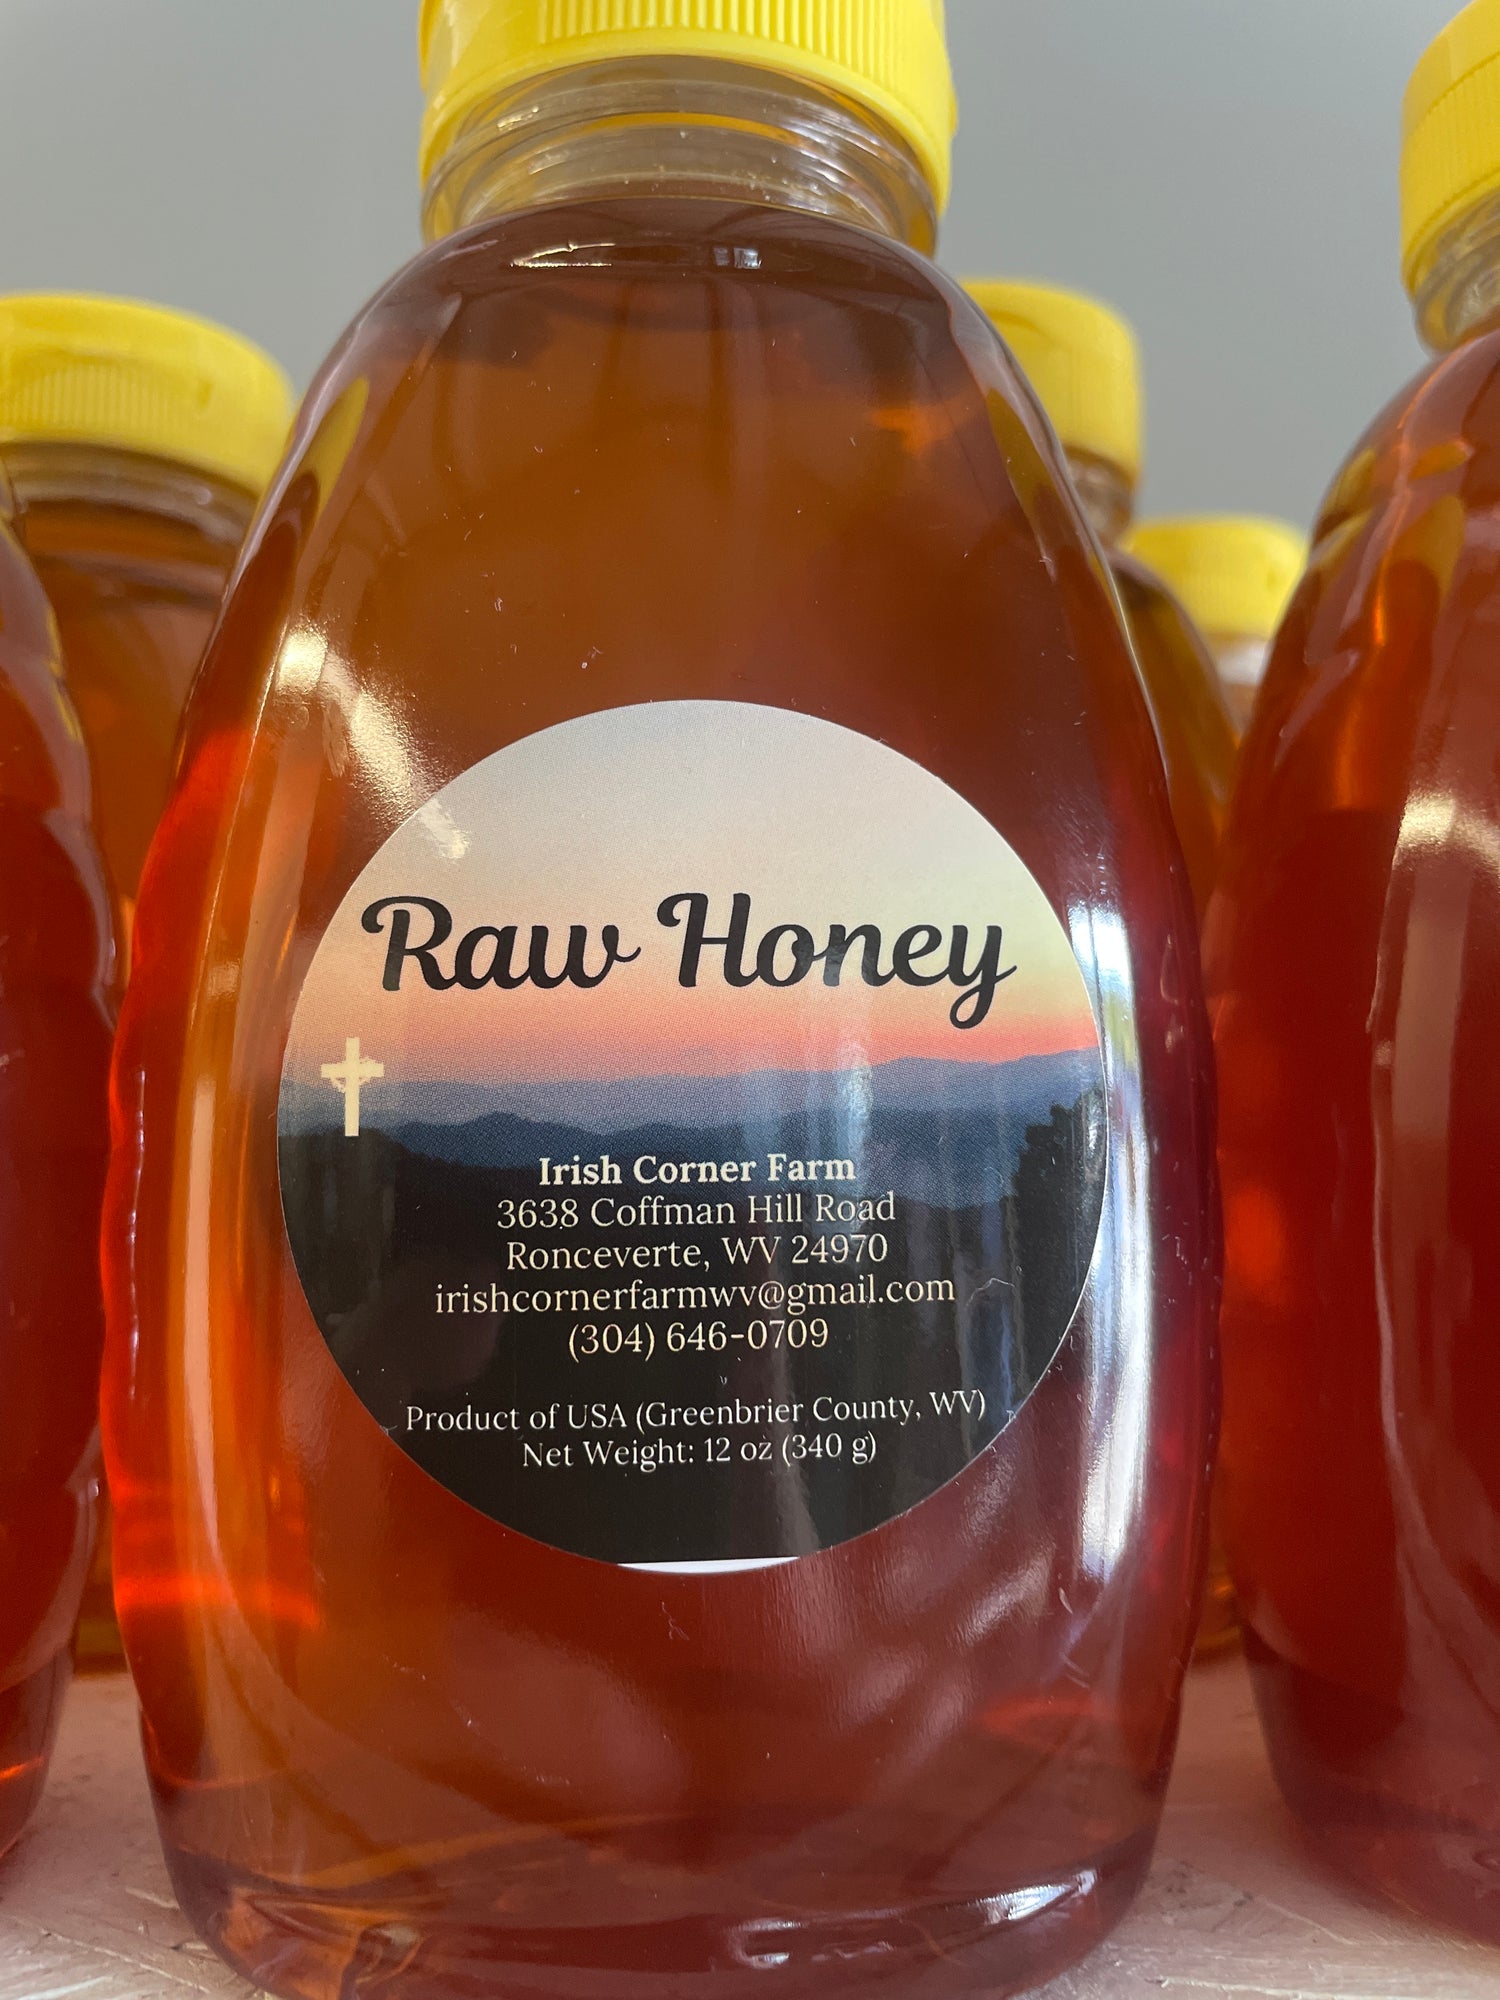 Raw Honey
Irish Corner Farm
3638 Coffman Hill Road
Ronceverte, WV 24970
irishcornerfarmwv@gmail.com
(304) 646-0709
Product of USA (Greenbrier County, WV)
Net Weight: 12 oz (340 g)